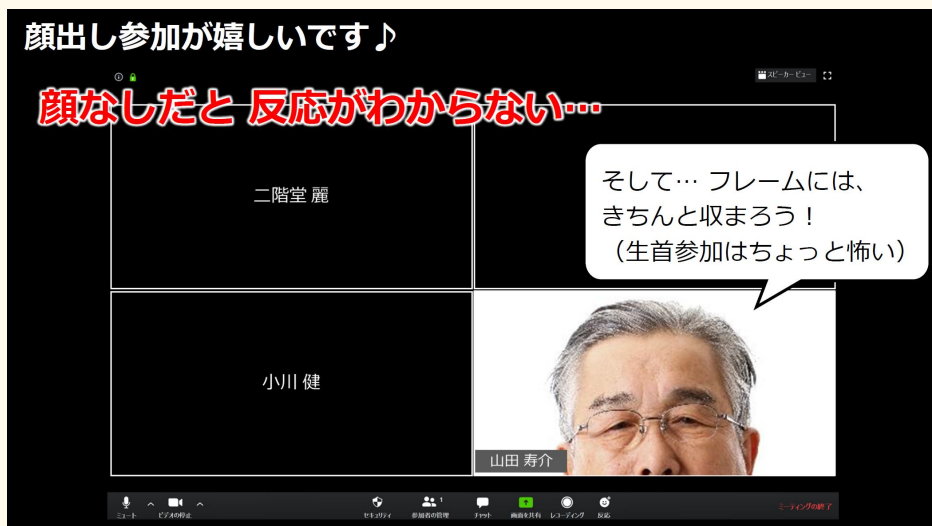 顔出し参加が嬉しいです♪
スピーカービュー
顔なしだと 反応がわからない…
二階堂 麗
そして… フレームには、
きちんと収まろう！
（生首参加はちょっと怖い）
小川 健
山田 寿介
ミュート
ビデオの停止
セキュリティ
参加者の管理
1
チャット
画面を共有
レコーディング
反応
ミーティングの終了